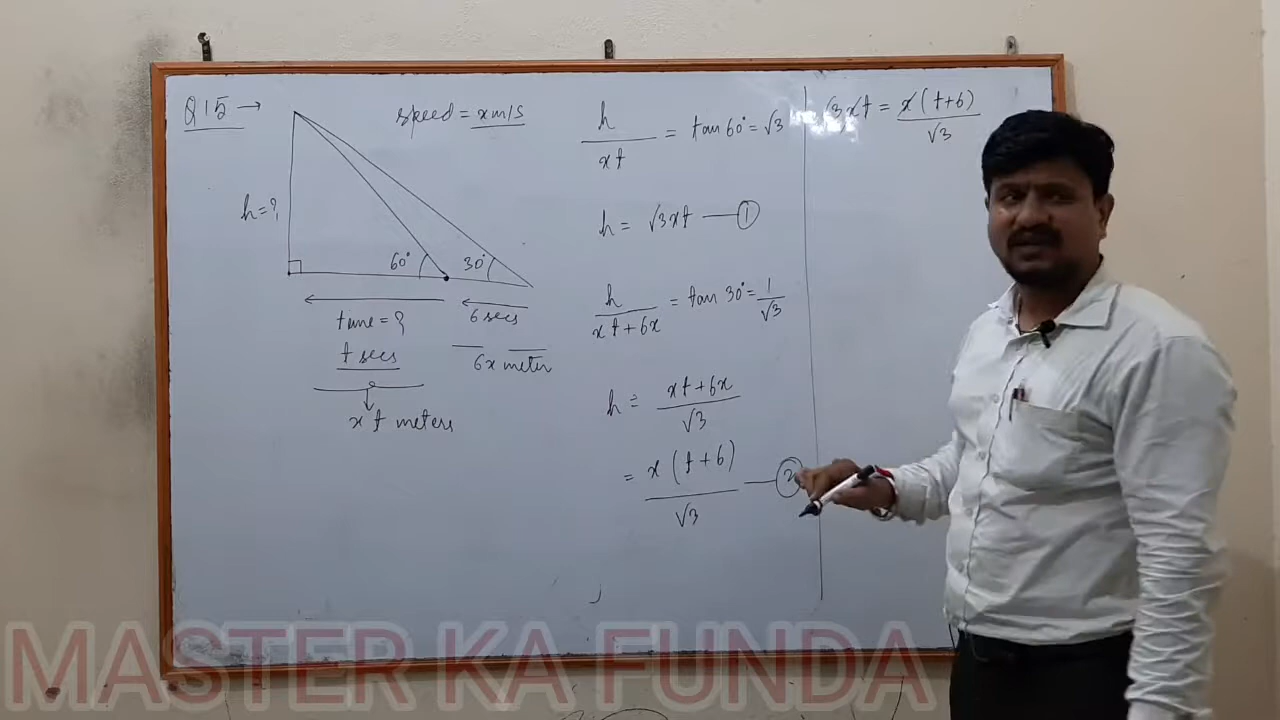 Q15 →
speed = x m/s
h = ?
60°
30°
time = ?
6 secs
t secs
6x meter
x t meters
h / xt = tan 60° = √3
h = √3xt — ①
h / xt + 6x = tan 30° = 1/√3
h = xt + 6x / √3
= x (t + 6) / √3 — ②
√3xt = x (t+6) / √3
MASTER KA FUNDA